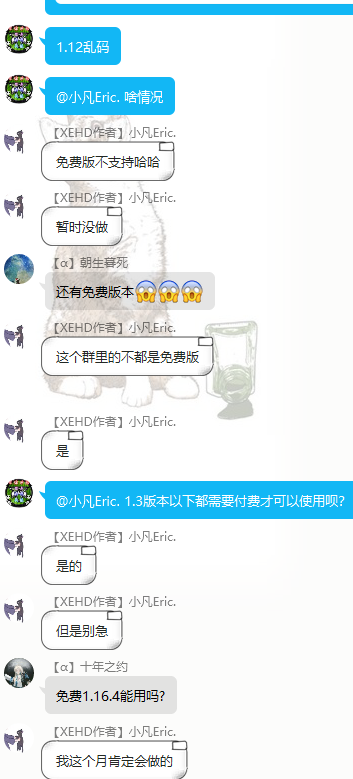 1.12乱码
@小凡Eric. 啥情况
【XEHD作者】小凡Eric.
免费版不支持哈哈
【XEHD作者】小凡Eric.
暂时没做
【α】朝生暮死
还有免费版本😱😱😱
【XEHD作者】小凡Eric.
这个群里的不都是免费版
【XEHD作者】小凡Eric.
是
@小凡Eric. 1.3版本以下都需要付费才可以使用呗?
【XEHD作者】小凡Eric.
是的
【XEHD作者】小凡Eric.
但是别急
【α】十年之约
免费1.16.4能用吗?
【XEHD作者】小凡Eric.
我这个月肯定会做的